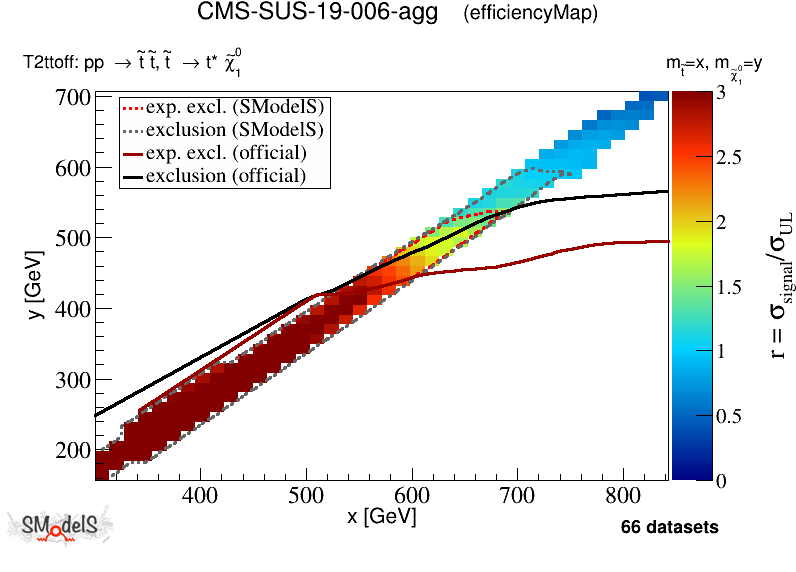 CMS-SUS-19-006-agg (efficiencyMap)
T2ttoff: pp → t̃ t̃, t̃ → t* χ̃⁰₁
m_t̃=x, m_χ̃⁰₁=y
exp. excl. (SModelS)
exclusion (SModelS)
exp. excl. (official)
exclusion (official)
700
600
500
400
300
200
y [GeV]
400 500 600 700 800
x [GeV]
3
2.5
2
1.5
1
0.5
0
r = σ_signal/σ_UL
SModelS
66 datasets